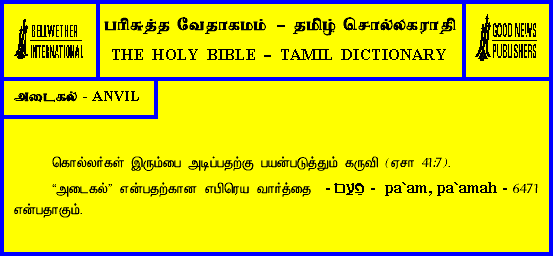 BELLWETHER
INTERNATIONAL
பரிசுத்த வேதாகமம் – தமிழ் சொல்லகராதி
THE HOLY BIBLE – TAMIL DICTIONARY
GOOD NEWS
PUBLISHERS
அடைகல் - ANVIL
கொல்லர்கள் இரும்பை அடிப்பதற்கு பயன்படுத்தும் கருவி (ஏசா 41:7).
“அடைகல்” என்பதற்கான எபிரெய வார்த்தை - פַּעַם - pa`am, pa`amah - 6471
என்பதாகும்.